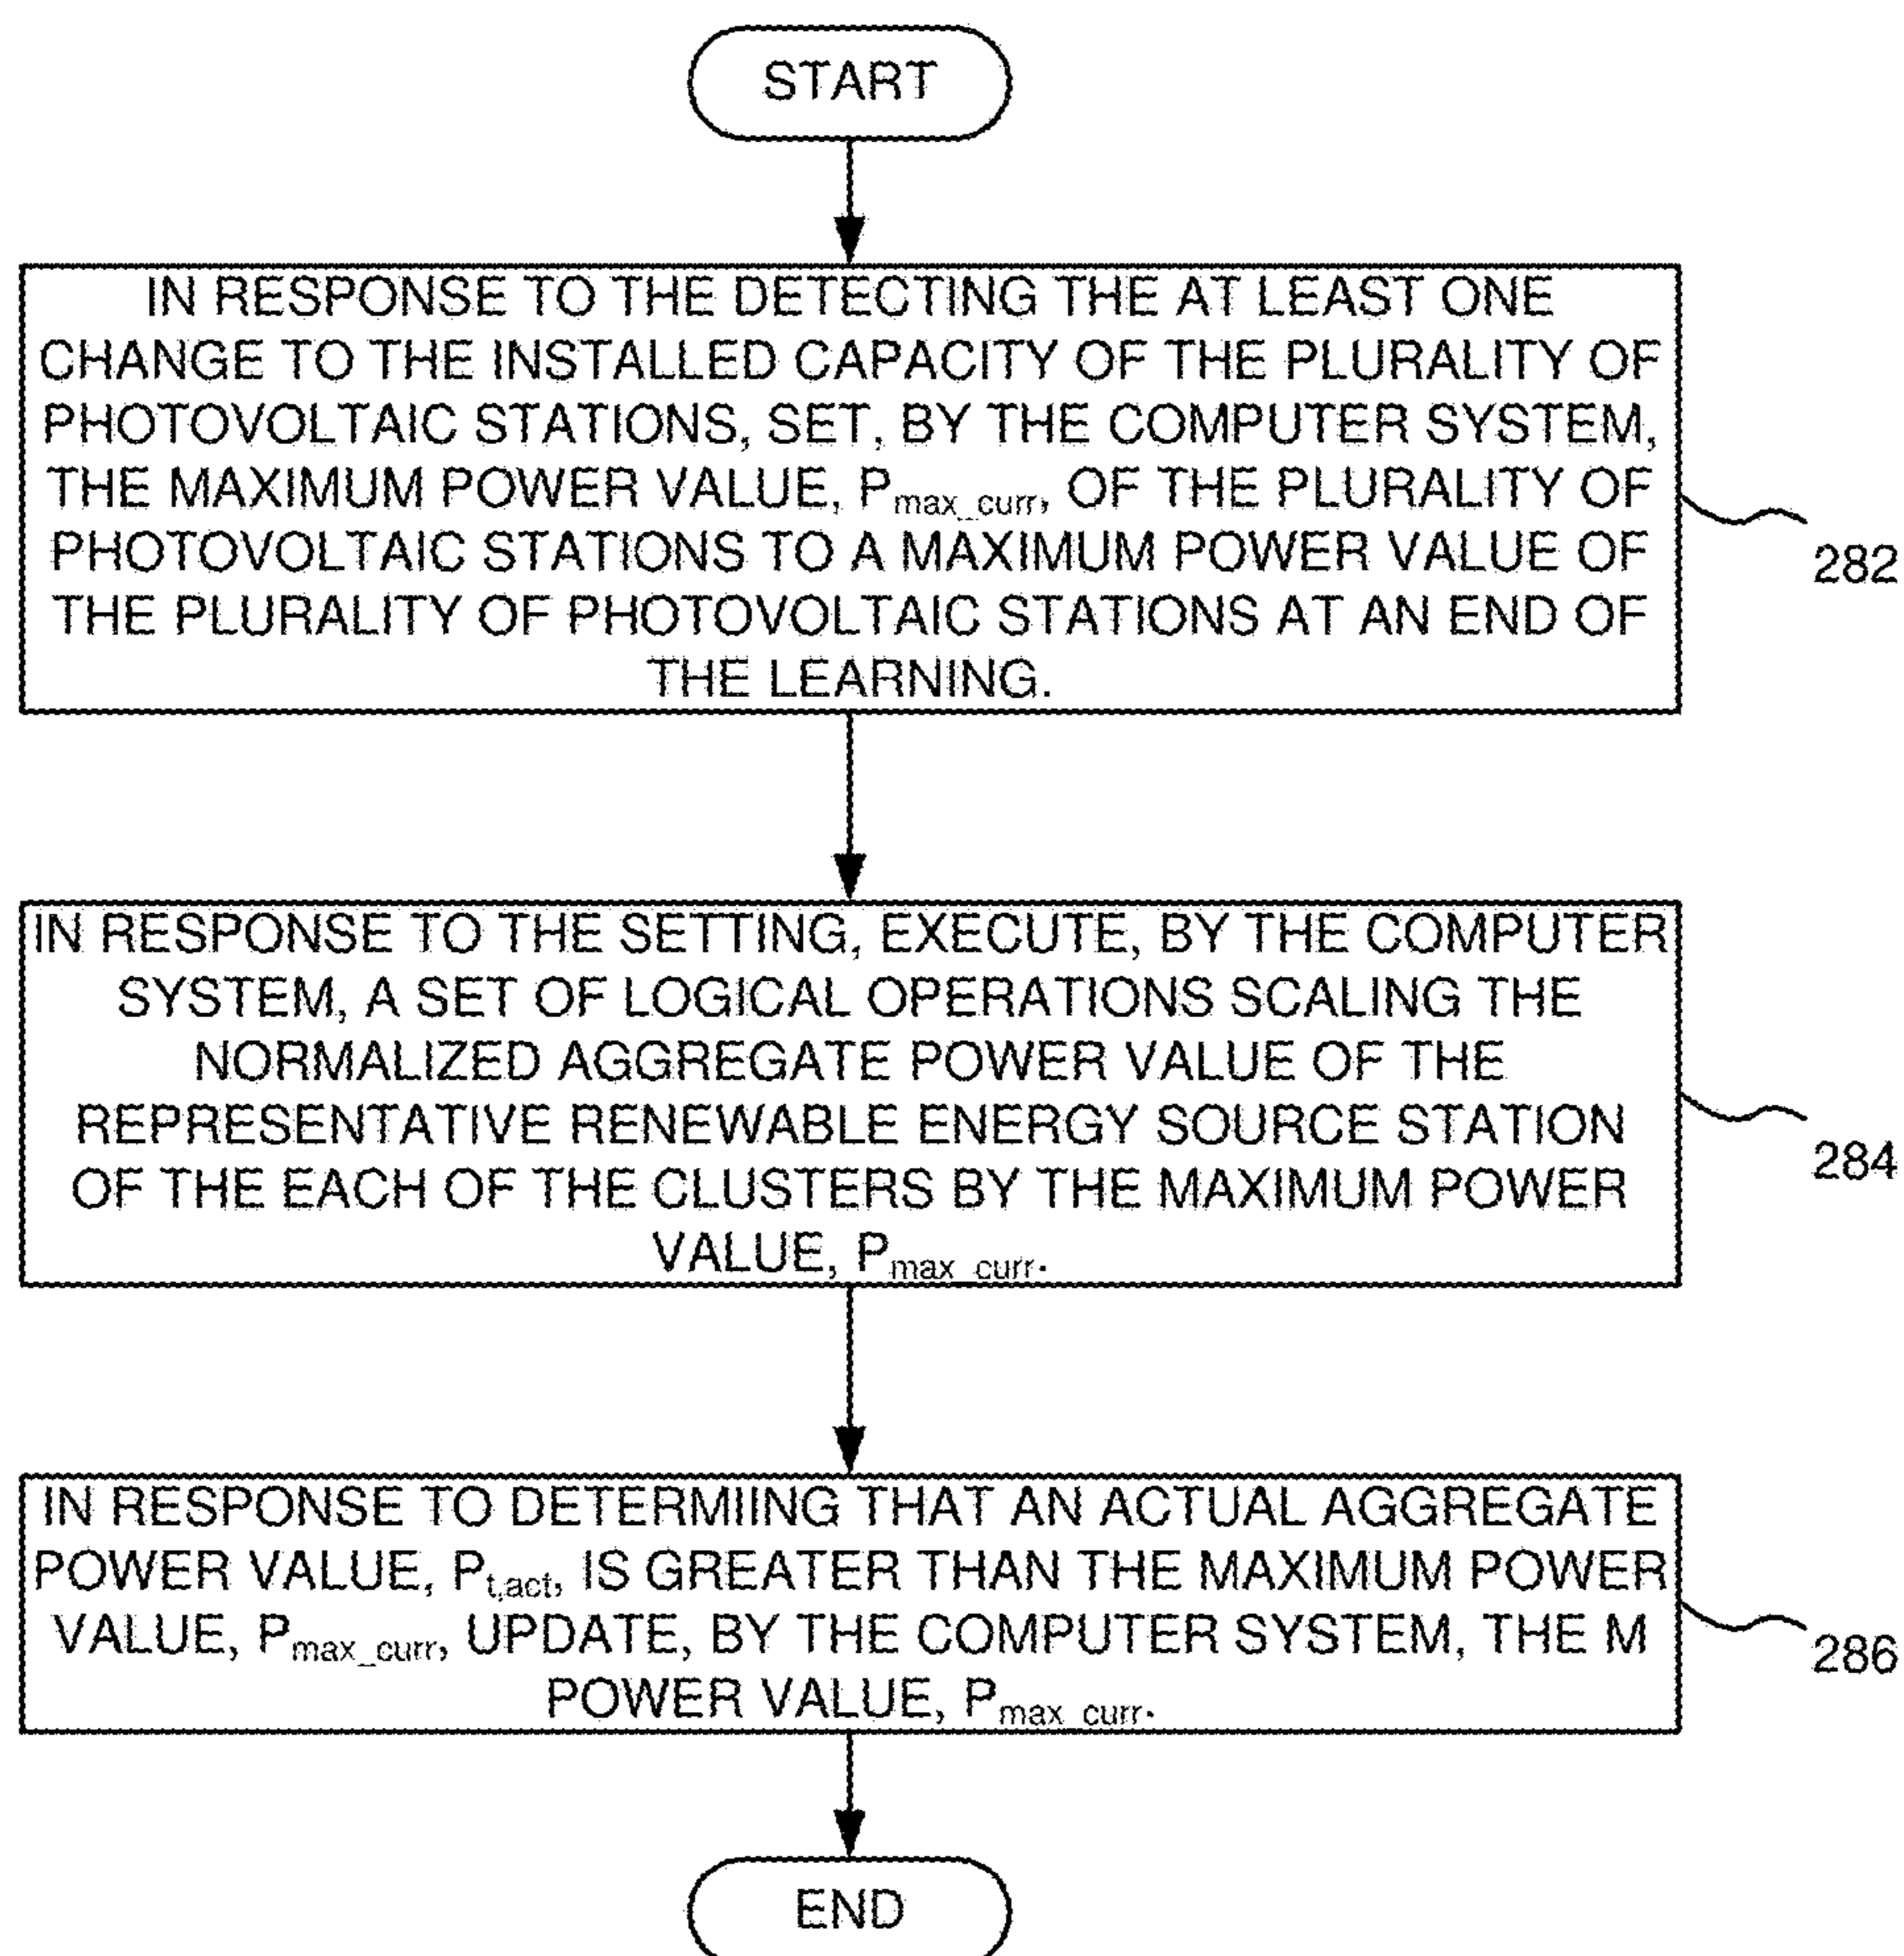 START
IN RESPONSE TO THE DETECTING THE AT LEAST ONE
CHANGE TO THE INSTALLED CAPACITY OF THE PLURALITY OF
PHOTOVOLTAIC STATIONS, SET, BY THE COMPUTER SYSTEM,
THE MAXIMUM POWER VALUE, Pmax_curr, OF THE PLURALITY OF
PHOTOVOLTAIC STATIONS TO A MAXIMUM POWER VALUE OF
THE PLURALITY OF PHOTOVOLTAIC STATIONS AT AN END OF
THE LEARNING.
282
IN RESPONSE TO THE SETTING, EXECUTE, BY THE COMPUTER
SYSTEM, A SET OF LOGICAL OPERATIONS SCALING THE
NORMALIZED AGGREGATE POWER VALUE OF THE
REPRESENTATIVE RENEWABLE ENERGY SOURCE STATION
OF THE EACH OF THE CLUSTERS BY THE MAXIMUM POWER
VALUE, Pmax_curr.
284
IN RESPONSE TO DETERMIING THAT AN ACTUAL AGGREGATE
POWER VALUE, Pt,act, IS GREATER THAN THE MAXIMUM POWER
VALUE, Pmax_curr, UPDATE, BY THE COMPUTER SYSTEM, THE M
POWER VALUE, Pmax_curr.
286
END